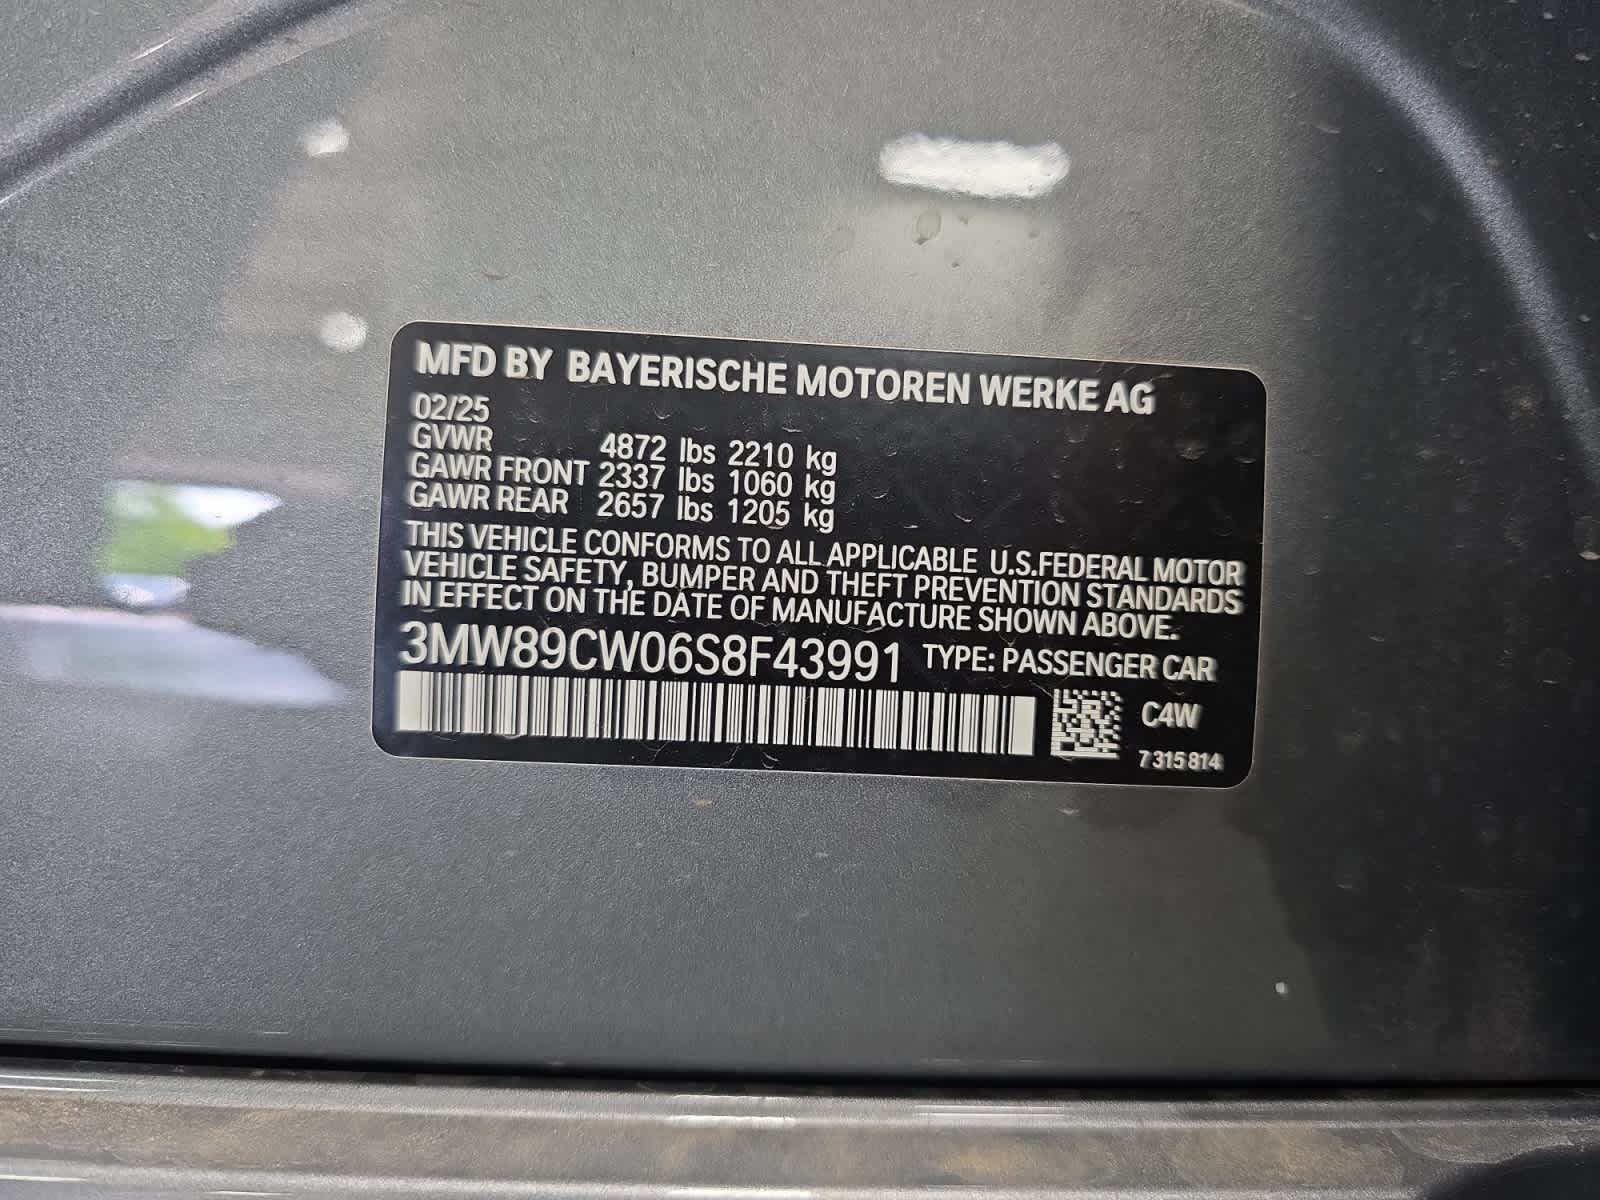 MFD BY BAYERISCHE MOTOREN WERKE AG
02/25
GVWR 4872 lbs 2210 kg
GAWR FRONT 2337 lbs 1060 kg
GAWR REAR 2657 lbs 1205 kg
THIS VEHICLE CONFORMS TO ALL APPLICABLE U.S.FEDERAL MOTOR
VEHICLE SAFETY, BUMPER AND THEFT PREVENTION STANDARDS
IN EFFECT ON THE DATE OF MANUFACTURE SHOWN ABOVE.
3MW89CW06S8F43991 TYPE: PASSENGER CAR
C4W
7 315 814